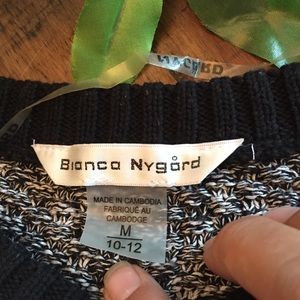 Bianca Nygård
MADE IN CAMBODIA
FABRIQUÉ AU
CAMBODGE
M
10-12